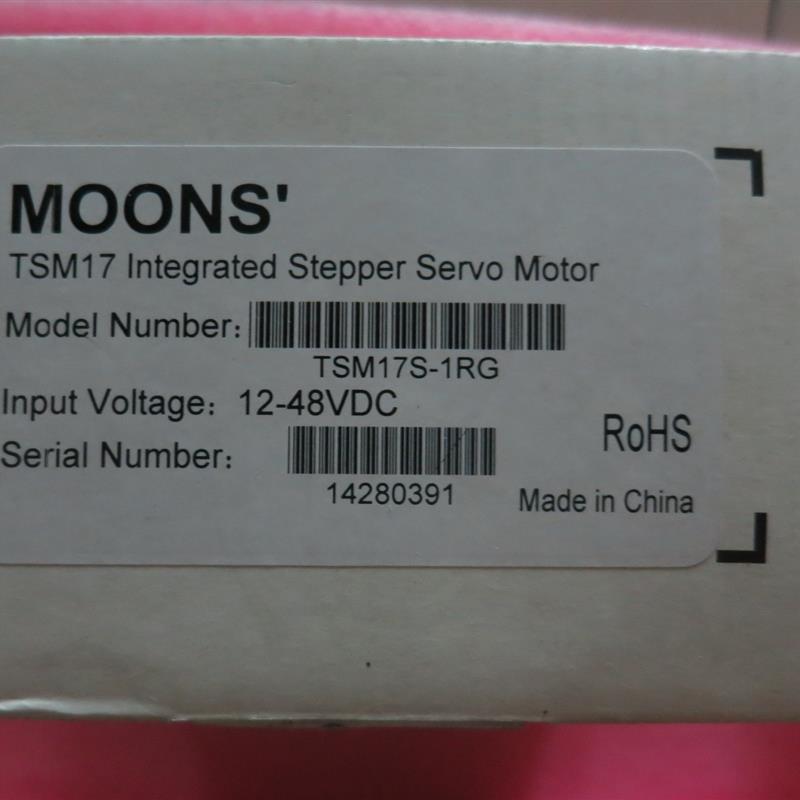 MOONS'
TSM17 Integrated Stepper Servo Motor
Model Number:
TSM17S-1RG
Input Voltage: 12-48VDC
RoHS
Serial Number:
14280391
Made in China